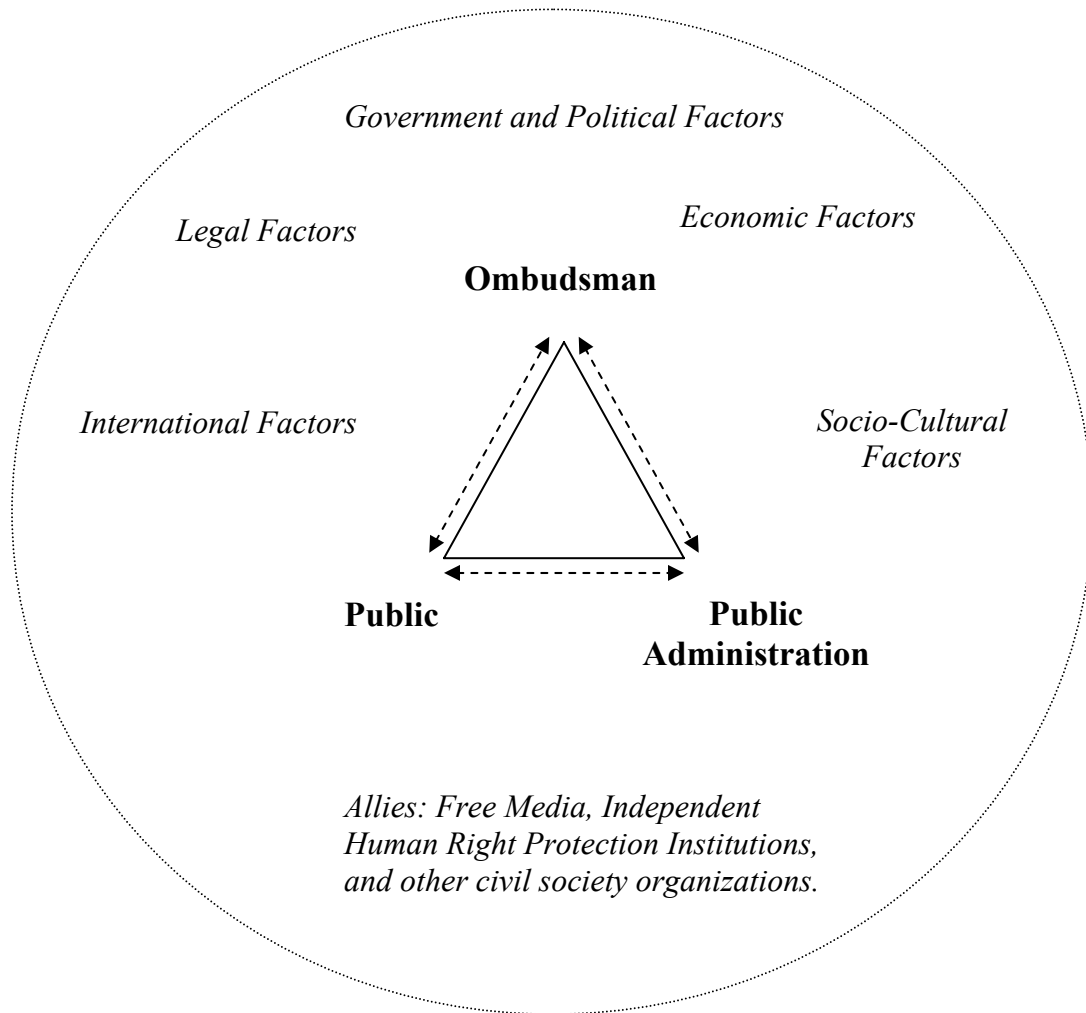 Government and Political Factors
Legal Factors
Economic Factors
Ombudsman
International Factors
Socio-Cultural
Factors
Public
Public
Administration
Allies: Free Media, Independent
Human Right Protection Institutions,
and other civil society organizations.